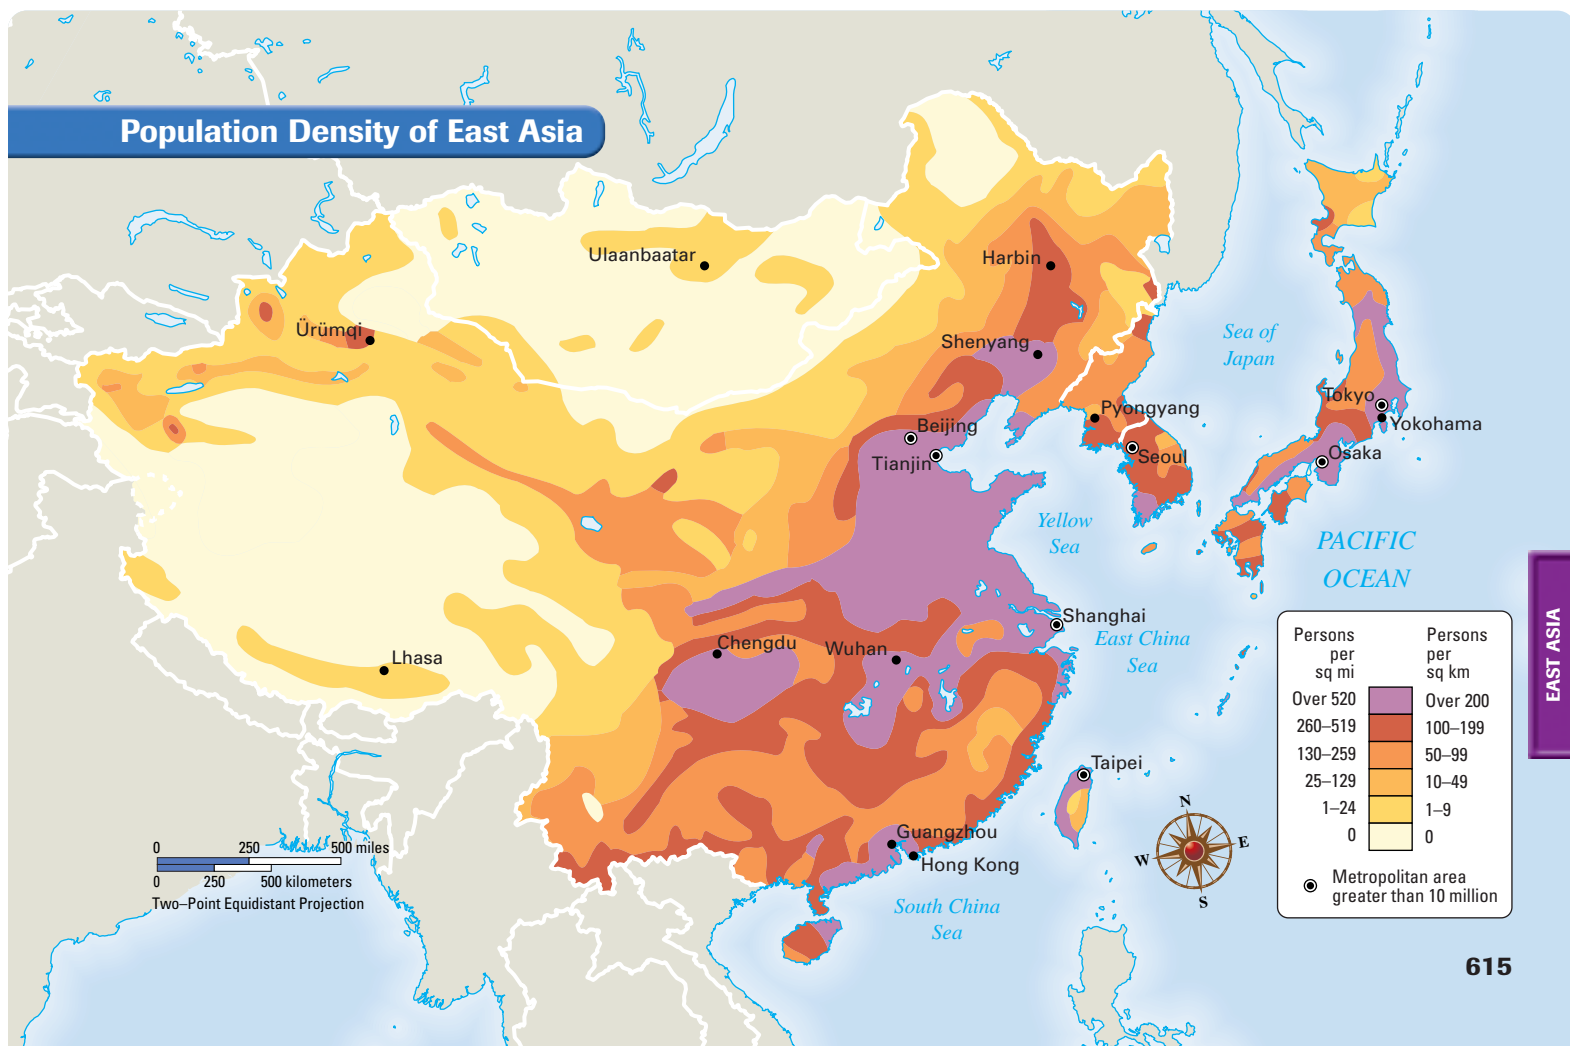 Population Density of East Asia
Ulaanbaatar
Harbin
Ürümqi
Shenyang
Sea of
Japan
Tokyo
Yokohama
Pyongyang
Beijing
Tianjin
Seoul
Osaka
Yellow
Sea
PACIFIC
OCEAN
Shanghai
East China
Sea
Chengdu
Wuhan
Lhasa
Taipei
Guangzhou
Hong Kong
South China
Sea
Persons
per
sq mi
Persons
per
sq km
Over 520 Over 200
260–519 100–199
130–259 50–99
25–129 10–49
1–24 1–9
0 0
Metropolitan area
greater than 10 million
N
W E
S
0 250 500 miles
0 250 500 kilometers
Two–Point Equidistant Projection
EAST ASIA
615